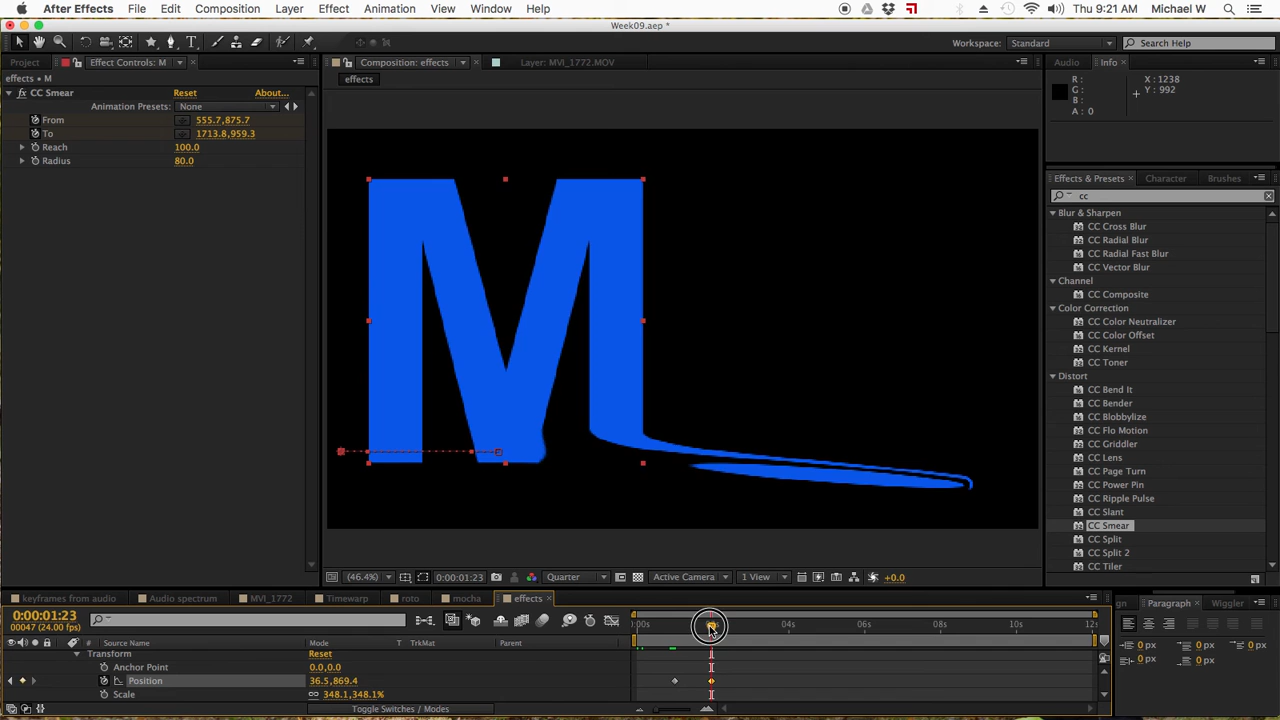 After Effects File Edit Composition Layer Effect Animation View Window Help Thu 9:21 AM Michael W
Week09.aep *
Workspace: Standard Search Help
Project Effect Controls: M Composition: effects Layer: MVI_1772.MOV Audio Info
effects • M
effects
fx CC Smear Reset About...
Animation Presets: None
From 555.7,875.7
To 1713.8,959.3
Reach 100.0
Radius 80.0
R: X: 1238
G: Y: 992
B:
A: 0
Effects & Presets Character Brushes
cc
Blur & Sharpen
CC Cross Blur
CC Radial Blur
CC Radial Fast Blur
CC Vector Blur
Channel
CC Composite
Color Correction
CC Color Neutralizer
CC Color Offset
CC Kernel
CC Toner
Distort
CC Bend It
CC Bender
CC Blobbylize
CC Flo Motion
CC Griddler
CC Lens
CC Page Turn
CC Power Pin
CC Ripple Pulse
CC Slant
CC Smear
CC Split
CC Split 2
CC Tiler
M
(46.4%) 0:00:01:23 Quarter Active Camera 1 View +0.0
keyframes from audio Audio spectrum MVI_1772 Timewarp roto mocha effects
gn Paragraph Wiggler
0:00:01:23
00047 (24.00 fps)
:00s 04s 06s 08s 10s 12s
# Source Name Mode T TrkMat Parent
Transform Reset
Anchor Point 0.0,0.0
Position 36.5,869.4
Scale 348.1,348.1%
Toggle Switches / Modes
0 px 0 px 0 px
0 px 0 px